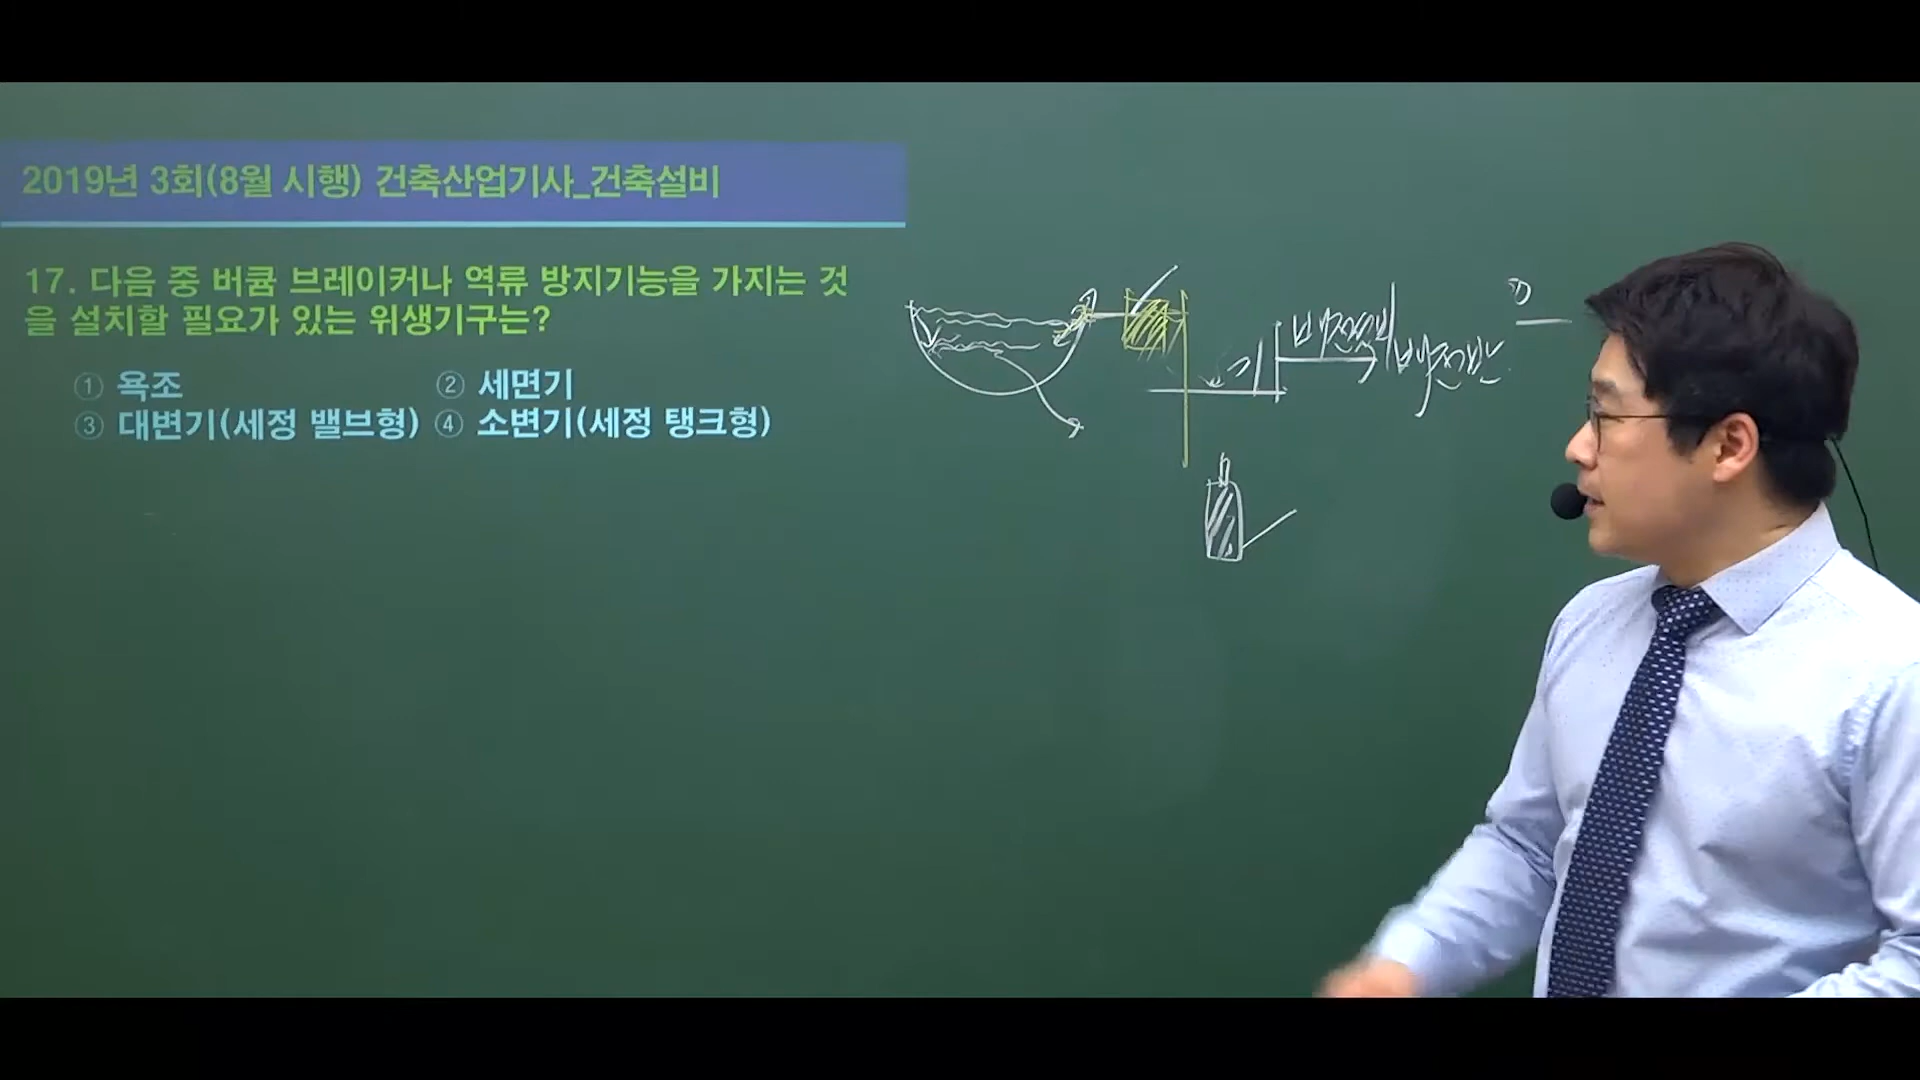 2019년 3회(8월 시행) 건축산업기사_건축설비
17. 다음 중 버큠 브레이커나 역류 방지기능을 가지는 것
을 설치할 필요가 있는 위생기구는?
① 욕조 ② 세면기
③ 대변기(세정 밸브형) ④ 소변기(세정 탱크형)